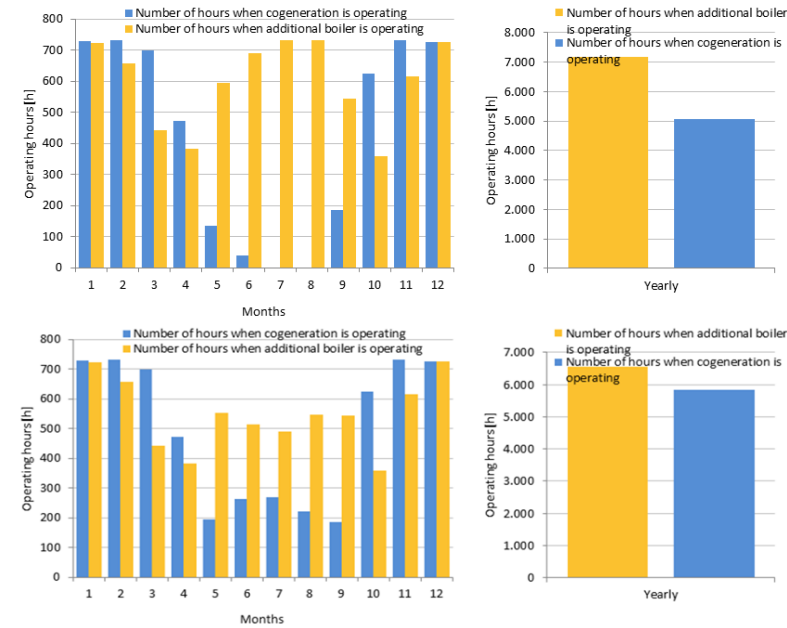 Number of hours when cogeneration is operating
Number of hours when additional boiler is operating
800
700
600
500
400
300
200
100
0
Operating hours [h]
1 2 3 4 5 6 7 8 9 10 11 12
Months
Number of hours when additional boiler
is operating
Number of hours when cogeneration is
operating
8.000
7.000
6.000
5.000
4.000
3.000
2.000
1.000
0
Operating hours [h]
Yearly
Number of hours when cogeneration is operating
Number of hours when additional boiler is operating
800
700
600
500
400
300
200
100
0
Operating hours [h]
1 2 3 4 5 6 7 8 9 10 11 12
Months
Number of hours when additional boiler
is operating
Number of hours when cogeneration is
operating
7.000
6.000
5.000
4.000
3.000
2.000
1.000
0
Operating hours [h]
Yearly